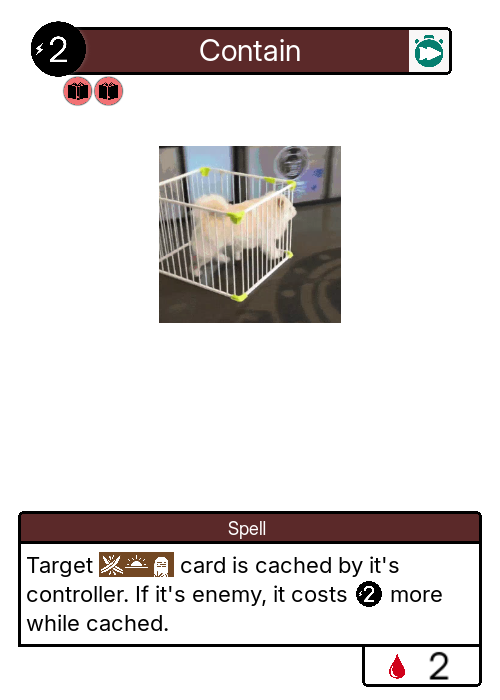 2
Contain
Spell
Target card is cached by it's
controller. If it's enemy, it costs 2 more
while cached.
2